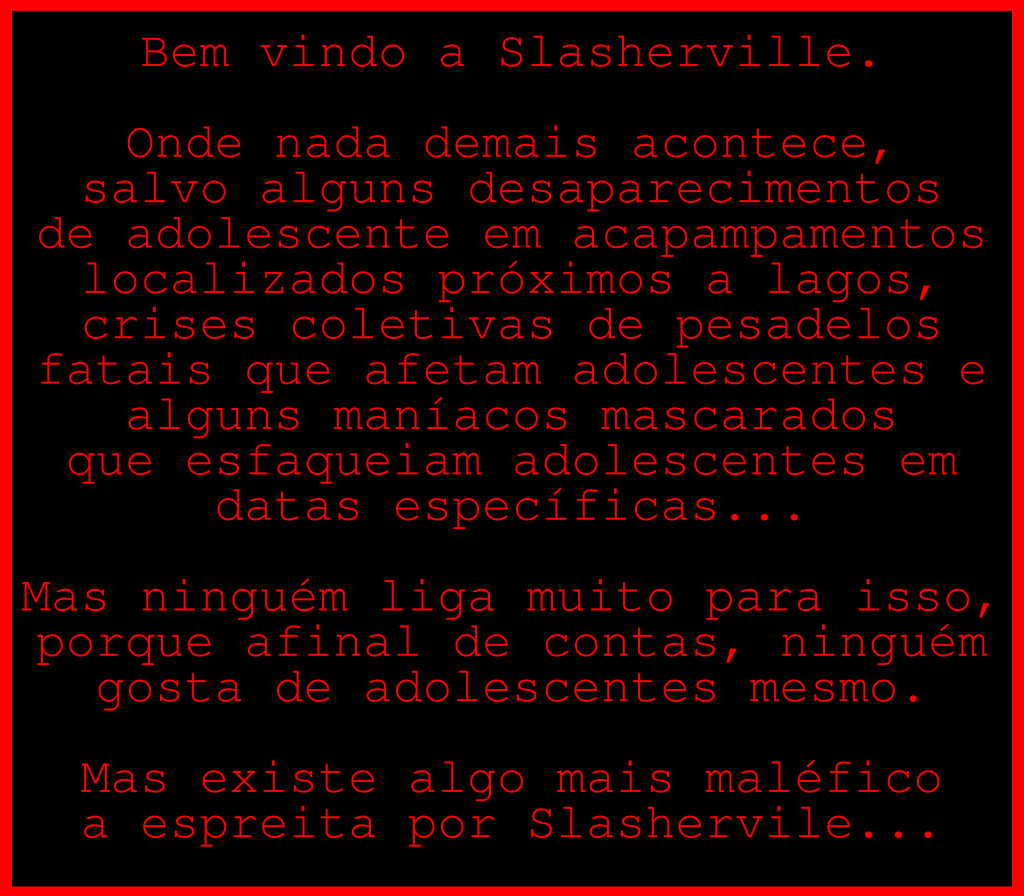 Bem vindo a Slasherville.
Onde nada demais acontece,
salvo alguns desaparecimentos
de adolescente em acapampamentos
localizados próximos a lagos,
crises coletivas de pesadelos
fatais que afetam adolescentes e
alguns maníacos mascarados
que esfaqueiam adolescentes em
datas específicas...
Mas ninguém liga muito para isso,
porque afinal de contas, ninguém
gosta de adolescentes mesmo.
Mas existe algo mais maléfico
a espreita por Slashervile...